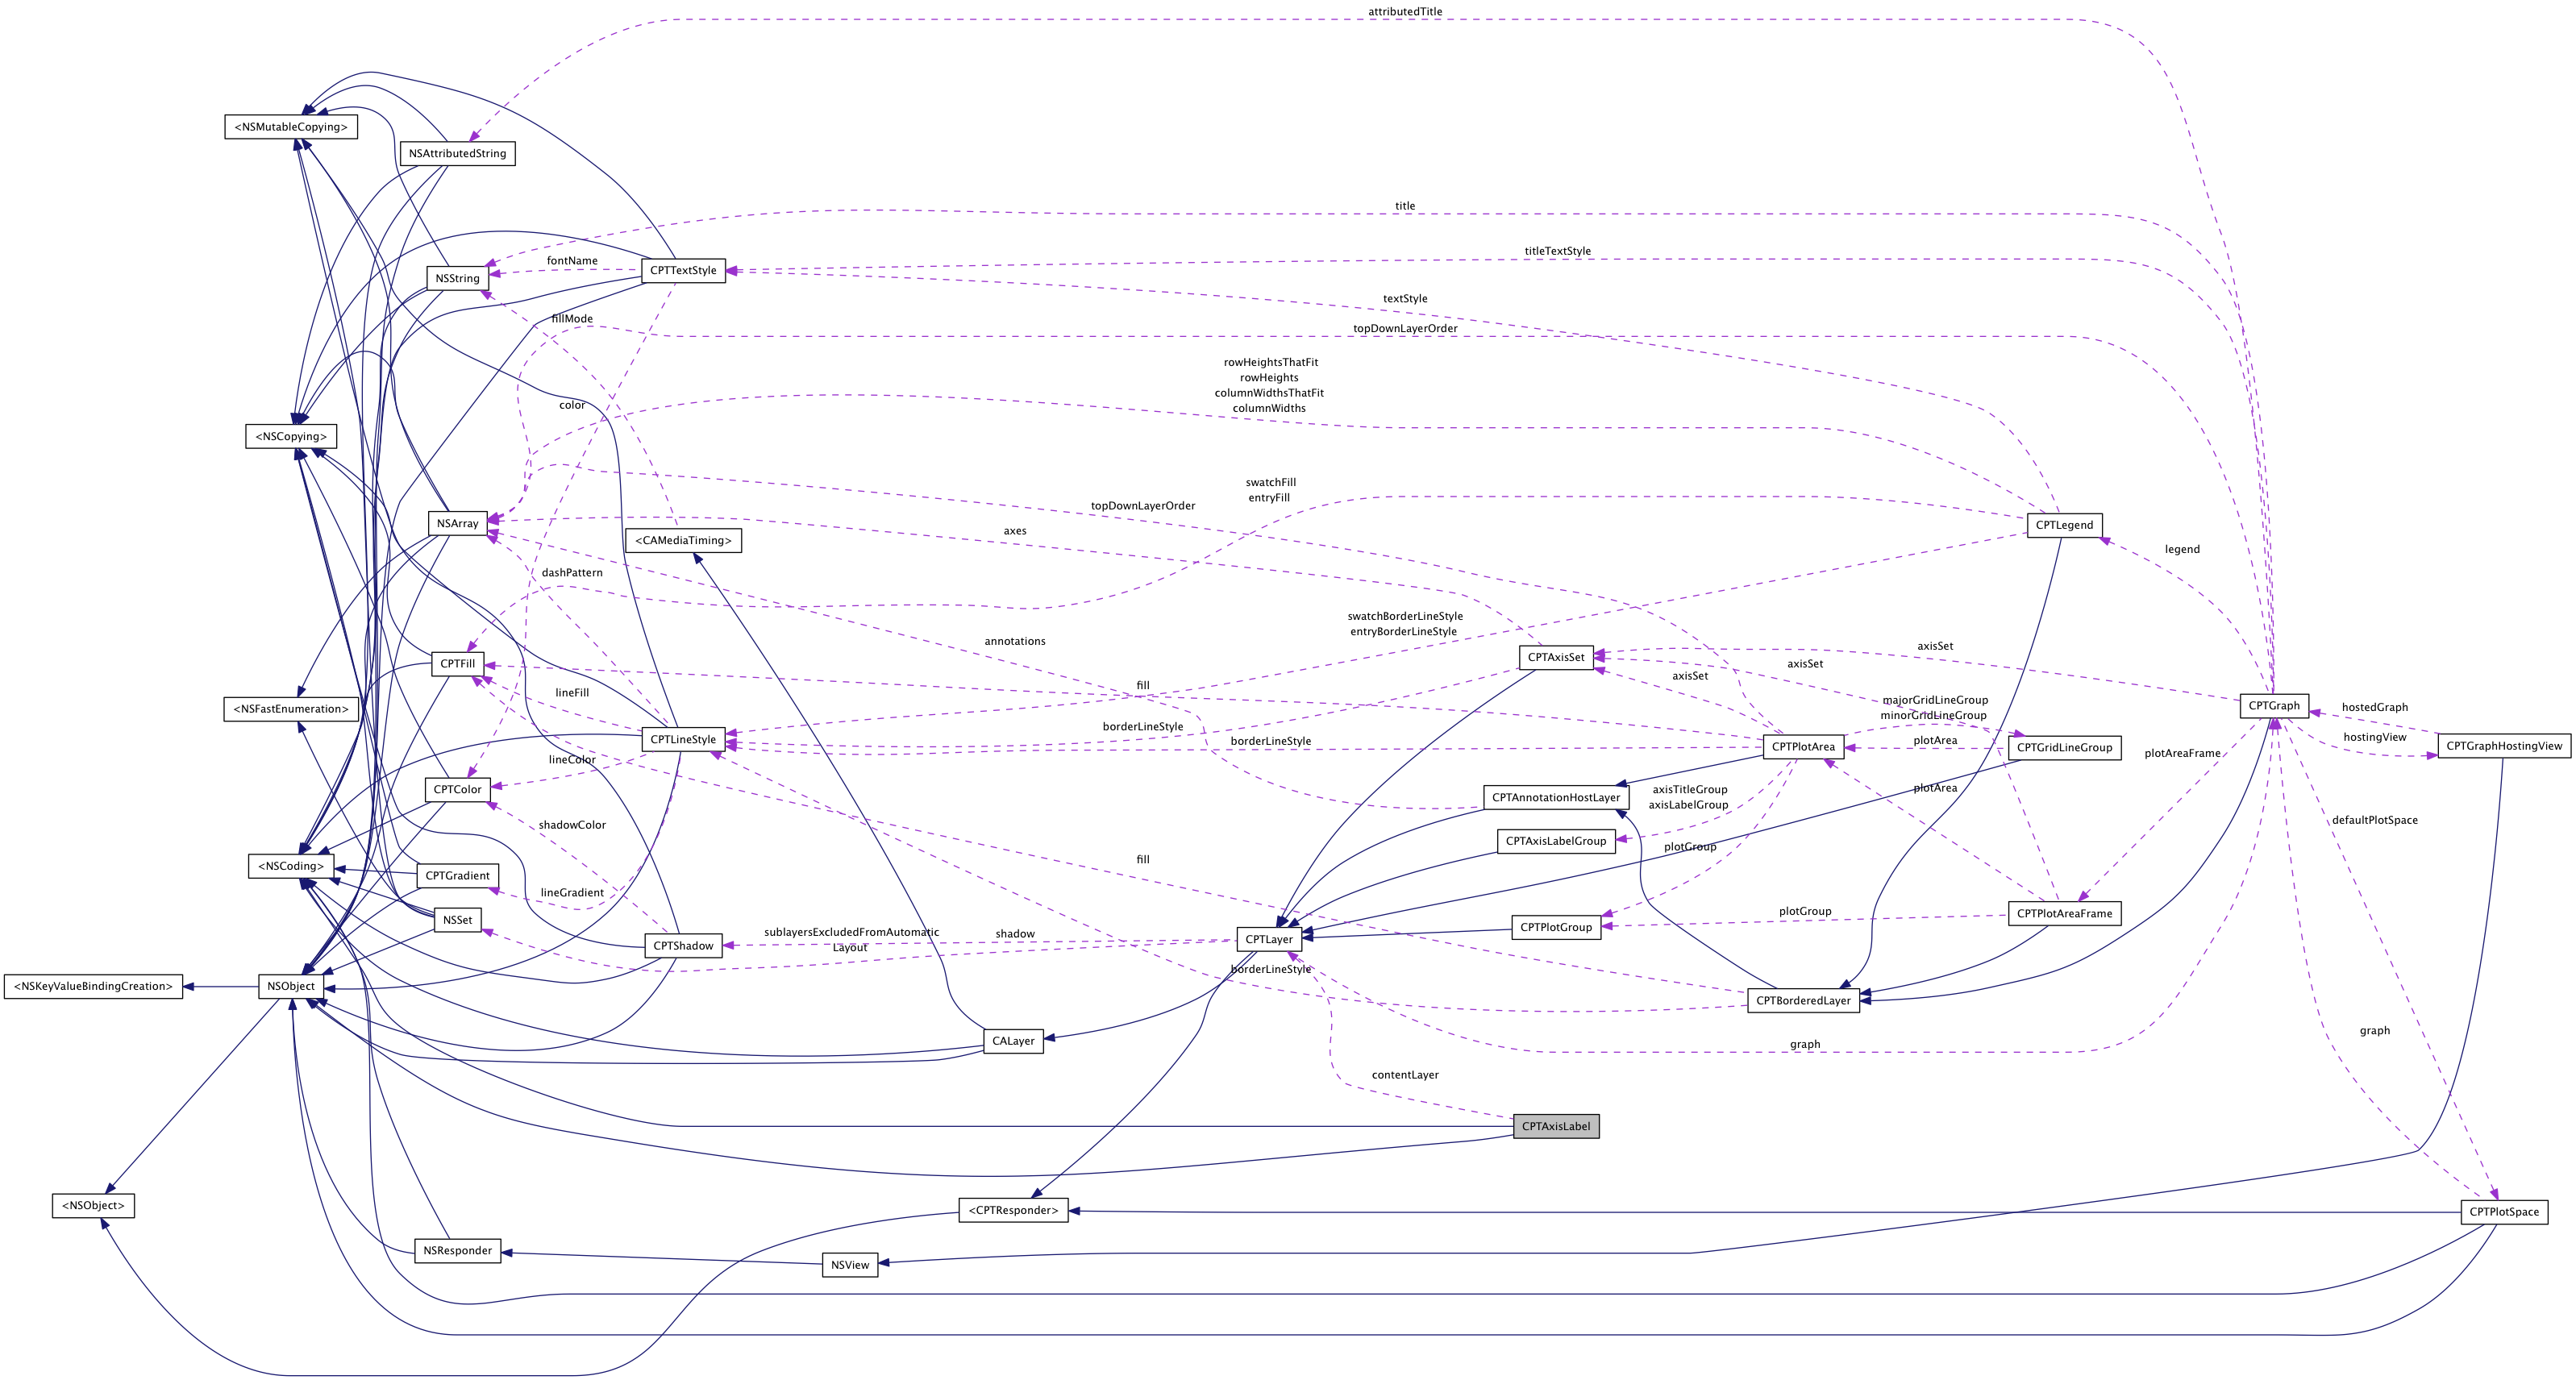 attributedTitle
<NSMutableCopying>
NSAttributedString
title
titleTextStyle
fontName
CPTTextStyle
NSString
textStyle
fillMode
topDownLayerOrder
rowHeightsThatFit
rowHeights
columnWidthsThatFit
columnWidths
color
<NSCopying>
swatchFill
entryFill
topDownLayerOrder
axes
NSArray
CPTLegend
<CAMediaTiming>
legend
dashPattern
swatchBorderLineStyle
entryBorderLineStyle
annotations
axisSet
CPTAxisSet
axisSet
CPTFill
axisSet
fill
lineFill
majorGridLineGroup
minorGridLineGroup
CPTGraph
hostedGraph
<NSFastEnumeration>
borderLineStyle
borderLineStyle
CPTLineStyle
CPTPlotArea
plotArea
CPTGridLineGroup
hostingView
CPTGraphHostingView
plotAreaFrame
lineColor
CPTColor
plotArea
axisTitleGroup
axisLabelGroup
CPTAnnotationHostLayer
defaultPlotSpace
shadowColor
CPTAxisLabelGroup
plotGroup
fill
<NSCoding>
CPTGradient
lineGradient
plotGroup
CPTPlotAreaFrame
NSSet
CPTPlotGroup
sublayersExcludedFromAutomatic
Layout
shadow
CPTLayer
CPTShadow
borderLineStyle
<NSKeyValueBindingCreation>
NSObject
CPTBorderedLayer
graph
CALayer
graph
contentLayer
CPTAxisLabel
<NSObject>
<CPTResponder>
CPTPlotSpace
NSResponder
NSView